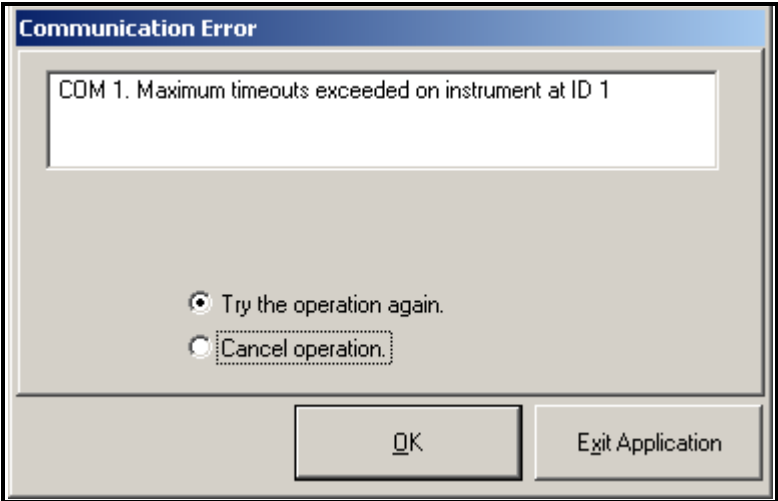 Communication Error
COM 1. Maximum timeouts exceeded on instrument at ID 1
Try the operation again.
Cancel operation.
OK
Exit Application